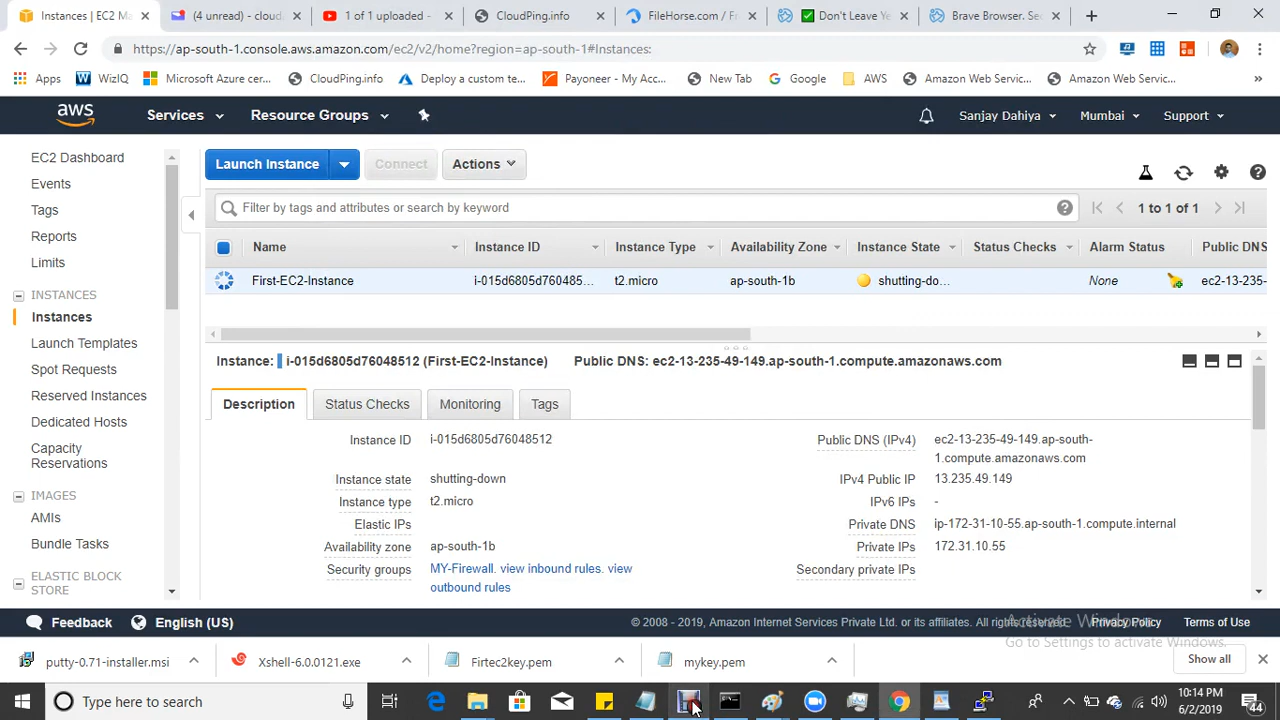 Instances | EC2 Ma
(4 unread) - cloud.
1 of 1 uploaded -
CloudPing.info
FileHorse.com / F
Don't Leave Ye
Brave Browser. Se
https://ap-south-1.console.aws.amazon.com/ec2/v2/home?region=ap-south-1#Instances:
Apps
WizIQ
Microsoft Azure cer...
CloudPing.info
Deploy a custom te...
Payoneer - My Acc...
New Tab
Google
AWS
Amazon Web Servic...
Amazon Web Servic...
»
aws
Services
Resource Groups
Sanjay Dahiya
Mumbai
Support
EC2 Dashboard
Events
Tags
Reports
Limits
INSTANCES
Instances
Launch Templates
Spot Requests
Reserved Instances
Dedicated Hosts
Capacity
Reservations
IMAGES
AMIs
Bundle Tasks
ELASTIC BLOCK
STORE
Launch Instance
Connect
Actions
Filter by tags and attributes or search by keyword
1 to 1 of 1
Name
Instance ID
Instance Type
Availability Zone
Instance State
Status Checks
Alarm Status
Public DNS
First-EC2-Instance
i-015d6805d760485...
t2.micro
ap-south-1b
shutting-do...
None
ec2-13-235-
Instance: i-015d6805d76048512 (First-EC2-Instance) Public DNS: ec2-13-235-49-149.ap-south-1.compute.amazonaws.com
Description
Status Checks
Monitoring
Tags
Instance ID i-015d6805d76048512
Instance state shutting-down
Instance type t2.micro
Elastic IPs
Availability zone ap-south-1b
Security groups MY-Firewall. view inbound rules. view
outbound rules
Public DNS (IPv4) ec2-13-235-49-149.ap-south-
1.compute.amazonaws.com
IPv4 Public IP 13.235.49.149
IPv6 IPs -
Private DNS ip-172-31-10-55.ap-south-1.compute.internal
Private IPs 172.31.10.55
Secondary private IPs
Feedback
English (US)
© 2008 - 2019, Amazon Internet Services Private Ltd. or its affiliates. All rights reserved.
Privacy Policy
Terms of Use
Activate Windows
Go to Settings to activate Windows.
putty-0.71-installer.msi
Xshell-6.0.0121.exe
Firtec2key.pem
mykey.pem
Show all
Type here to search
10:14 PM
6/2/2019
44